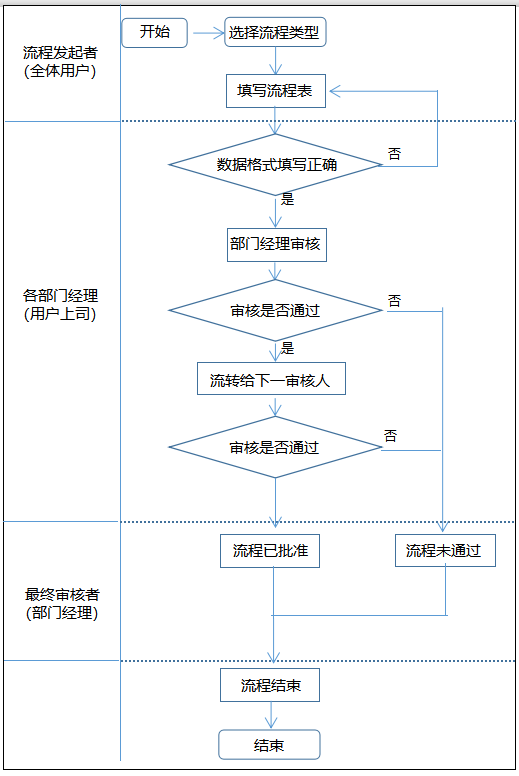 开始
选择流程类型
流程发起者
(全体用户)
填写流程表
数据格式填写正确
否
是
部门经理审核
各部门经理
(用户上司)
审核是否通过
否
是
流转给下一审核人
审核是否通过
否
流程已批准
流程未通过
最终审核者
(部门经理)
流程结束
结束